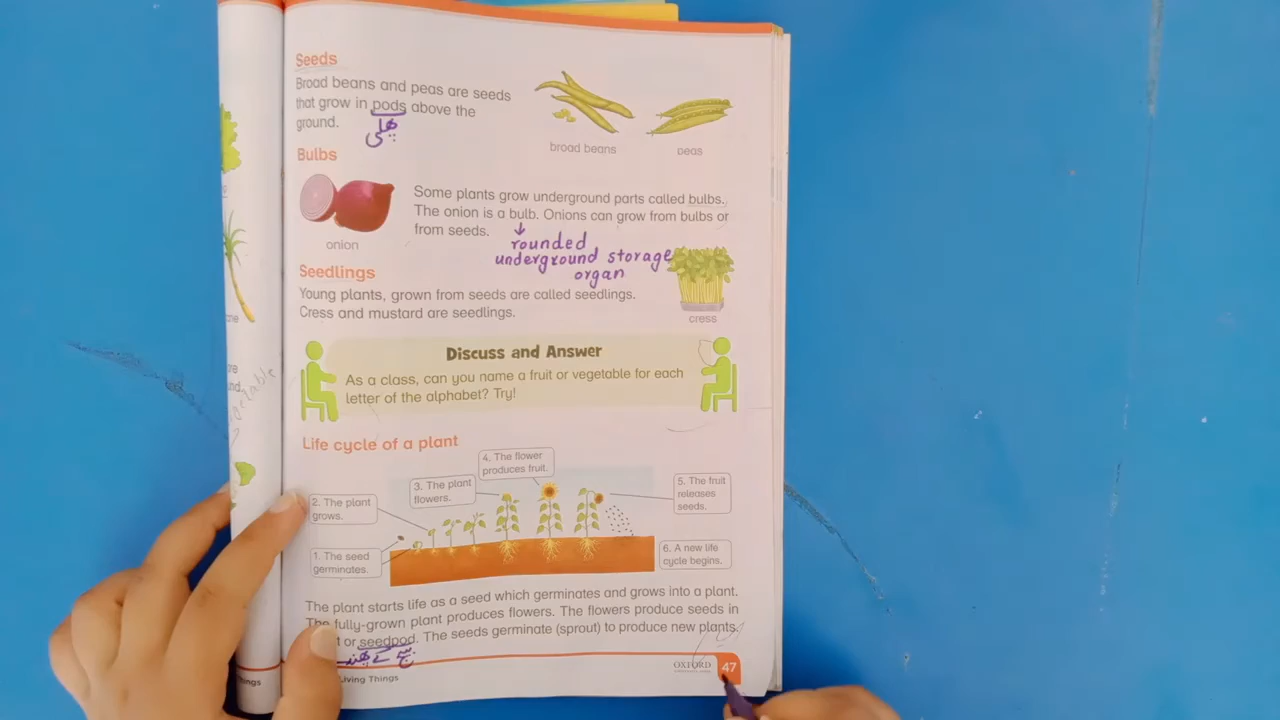 Seeds
Broad beans and peas are seeds
that grow in pods above the
ground.
پھلی
broad beans
peas
Bulbs
Some plants grow underground parts called bulbs.
The onion is a bulb. Onions can grow from bulbs or
from seeds.
onion
↓
rounded
underground storage
organ
Seedlings
Young plants, grown from seeds are called seedlings.
Cress and mustard are seedlings.
cress
Discuss and Answer
As a class, can you name a fruit or vegetable for each
letter of the alphabet? Try!
Life cycle of a plant
1. The seed
germinates.
2. The plant
grows.
3. The plant
flowers.
4. The flower
produces fruit.
5. The fruit
releases
seeds.
6. A new life
cycle begins.
The plant starts life as a seed which germinates and grows into a plant.
The fully-grown plant produces flowers. The flowers produce seeds in
or seedpod. The seeds germinate (sprout) to produce new plants.
Living Things
OXFORD
47